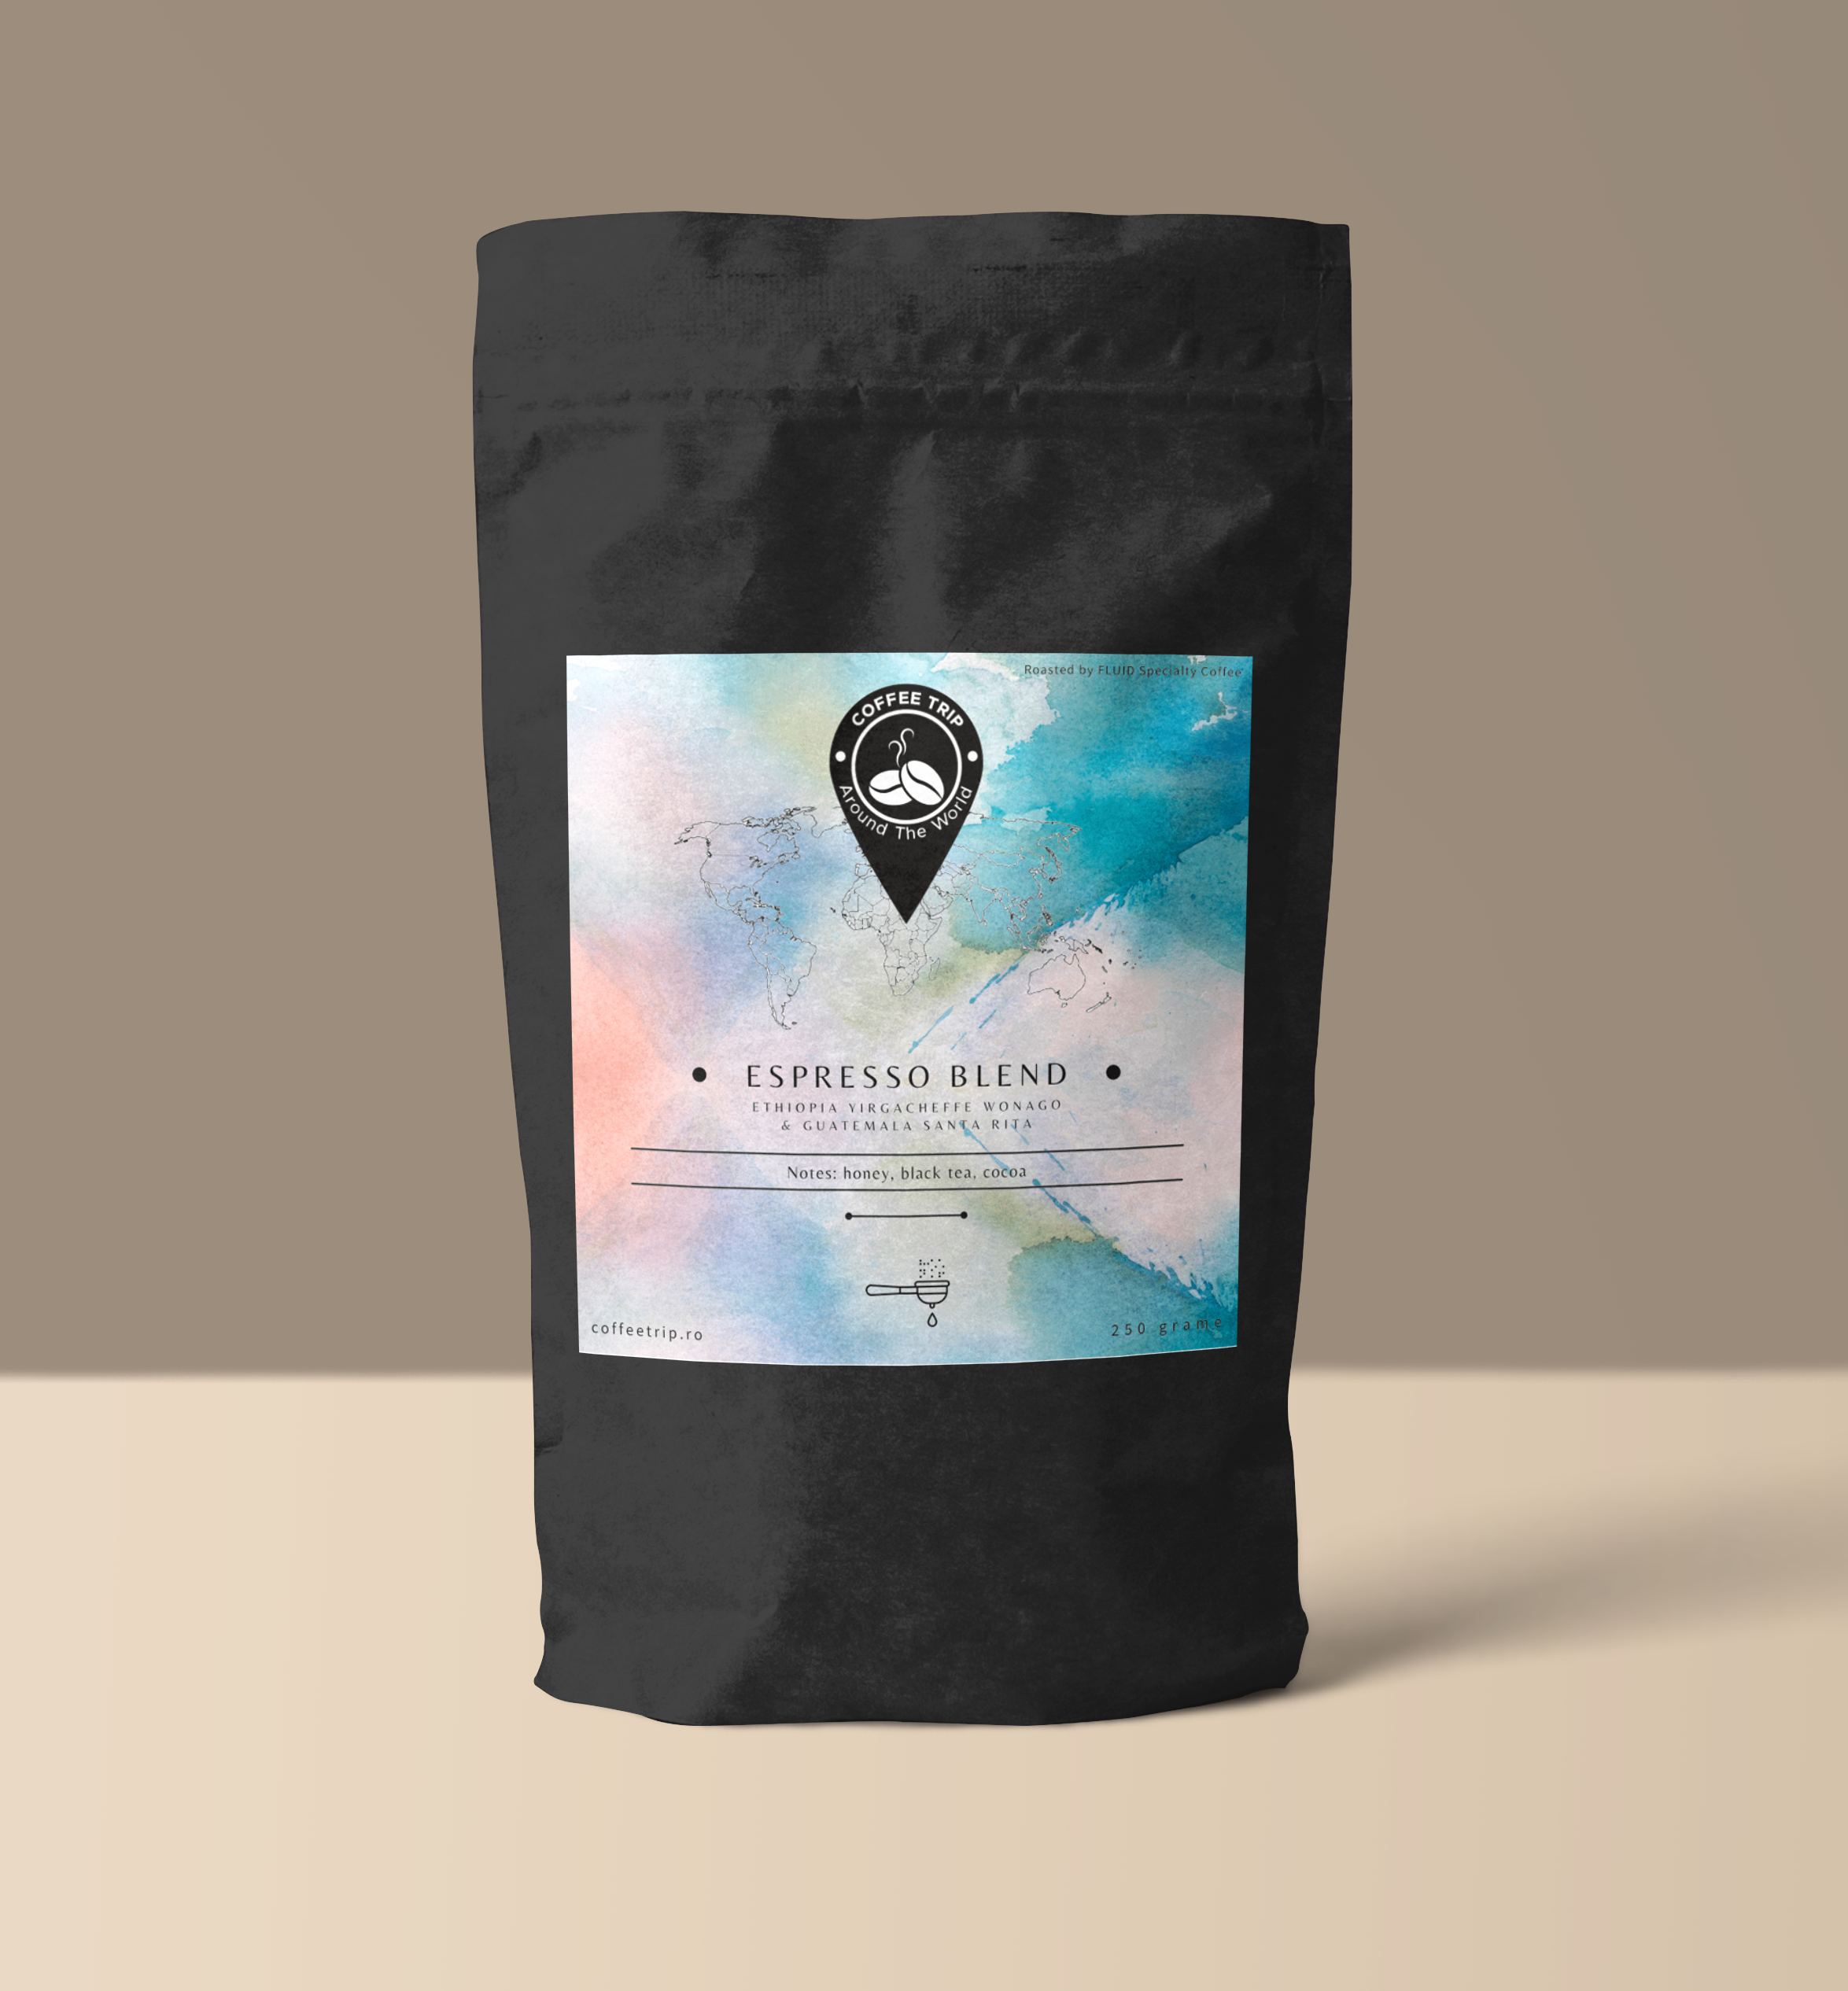 Roasted by FLUID Specialty Coffee
COFFEE TRIP
Around The World
ESPRESSO BLEND
ETHIOPIA YIRGACHEFFE WONAGO
& GUATEMALA SANTA RITA
Notes: honey, black tea, cocoa
coffeetrip.ro
250 grame